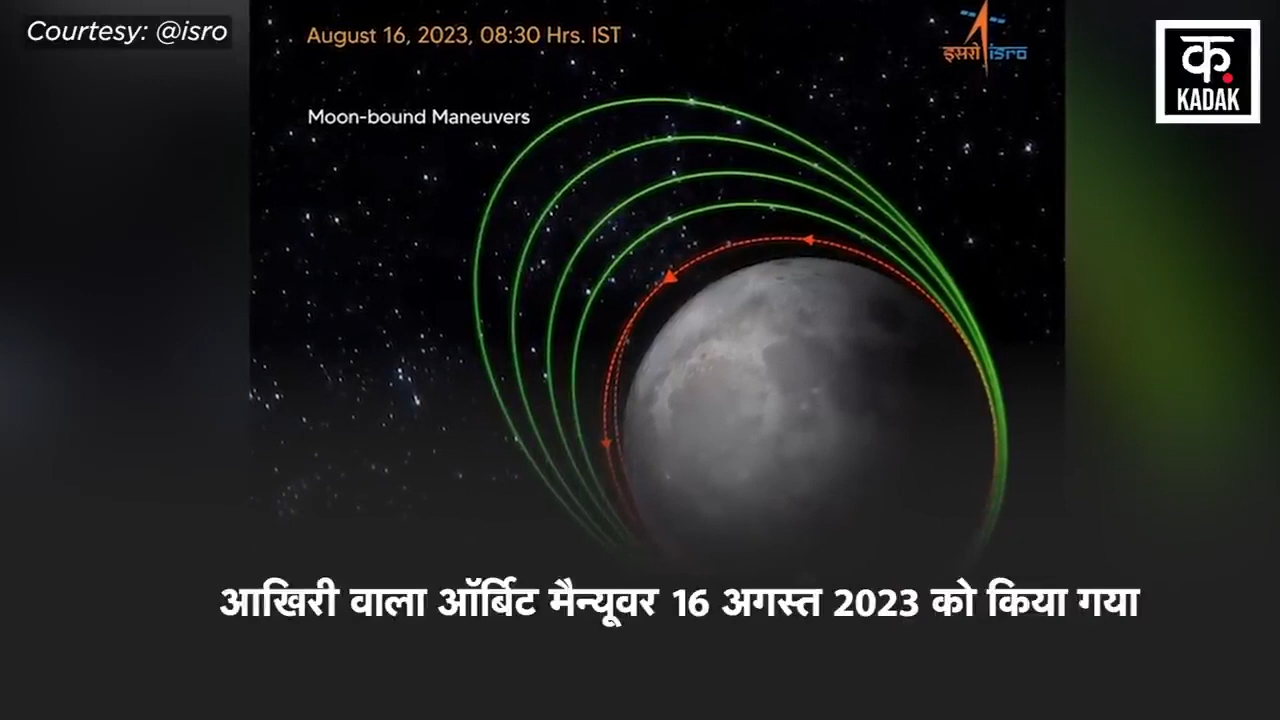 Courtesy: @isro
August 16, 2023, 08:30 Hrs. IST
इसरो isro
क.
KADAK
Moon-bound Maneuvers
आखिरी वाला ऑर्बिट मैन्यूवर 16 अगस्त 2023 को किया गया